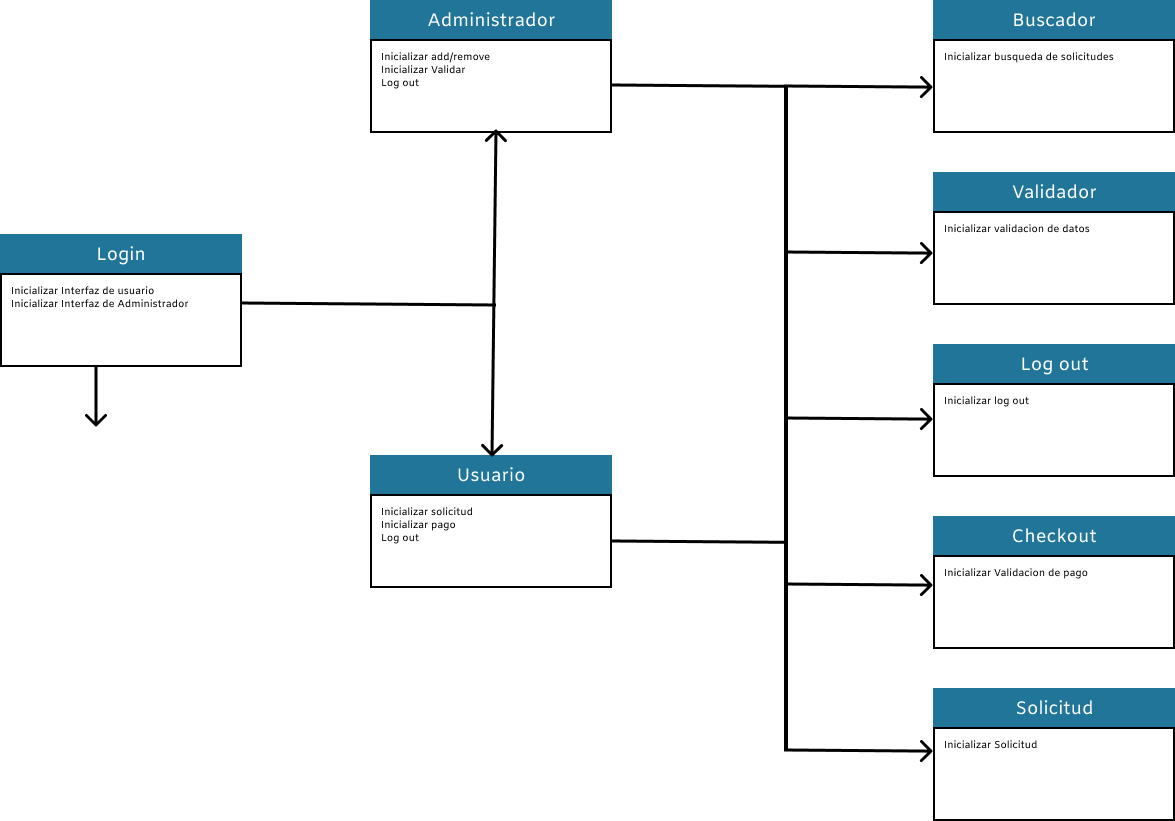 Administrador
Inicializar add/remove
Inicializar Validar
Log out
Buscador
Inicializar busqueda de solicitudes
Validador
Inicializar validacion de datos
Login
Inicializar Interfaz de usuario
Inicializar Interfaz de Administrador
Log out
Inicializar log out
Usuario
Inicializar solicitud
Inicializar pago
Log out
Checkout
Inicializar Validacion de pago
Solicitud
Inicializar Solicitud